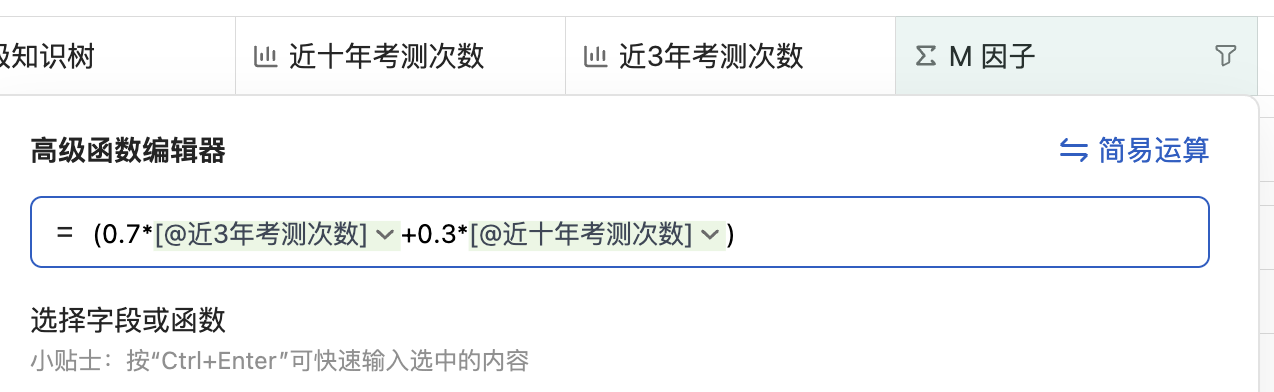 级知识树 近十年考测次数 近3年考测次数 M 因子
高级函数编辑器 简易运算
= (0.7*[@近3年考测次数]+0.3*[@近十年考测次数])
选择字段或函数
小贴士：按“Ctrl+Enter”可快速输入选中的内容